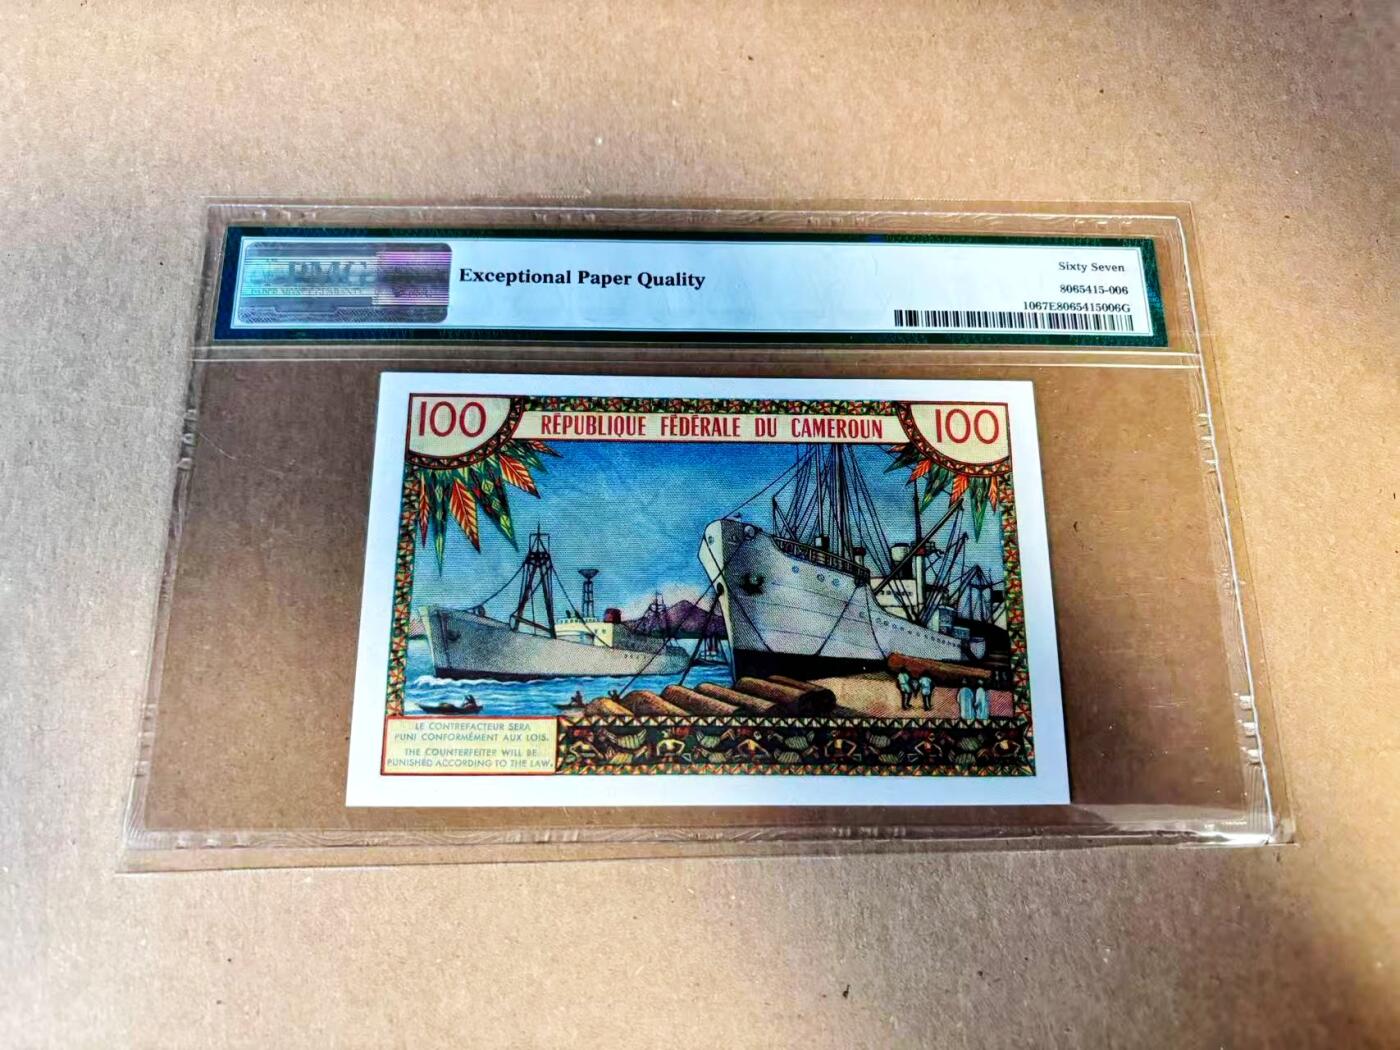 PMG
Exceptional Paper Quality
Sixty Seven
8065415-006
1067E8065415006G
100
RÉPUBLIQUE FÉDÉRALE DU CAMEROUN
100
LE CONTREFACTEUR SERA
PUNI CONFORMÉMENT AUX LOIS.
THE COUNTERFEITER WILL BE
PUNISHED ACCORDING TO THE LAW.